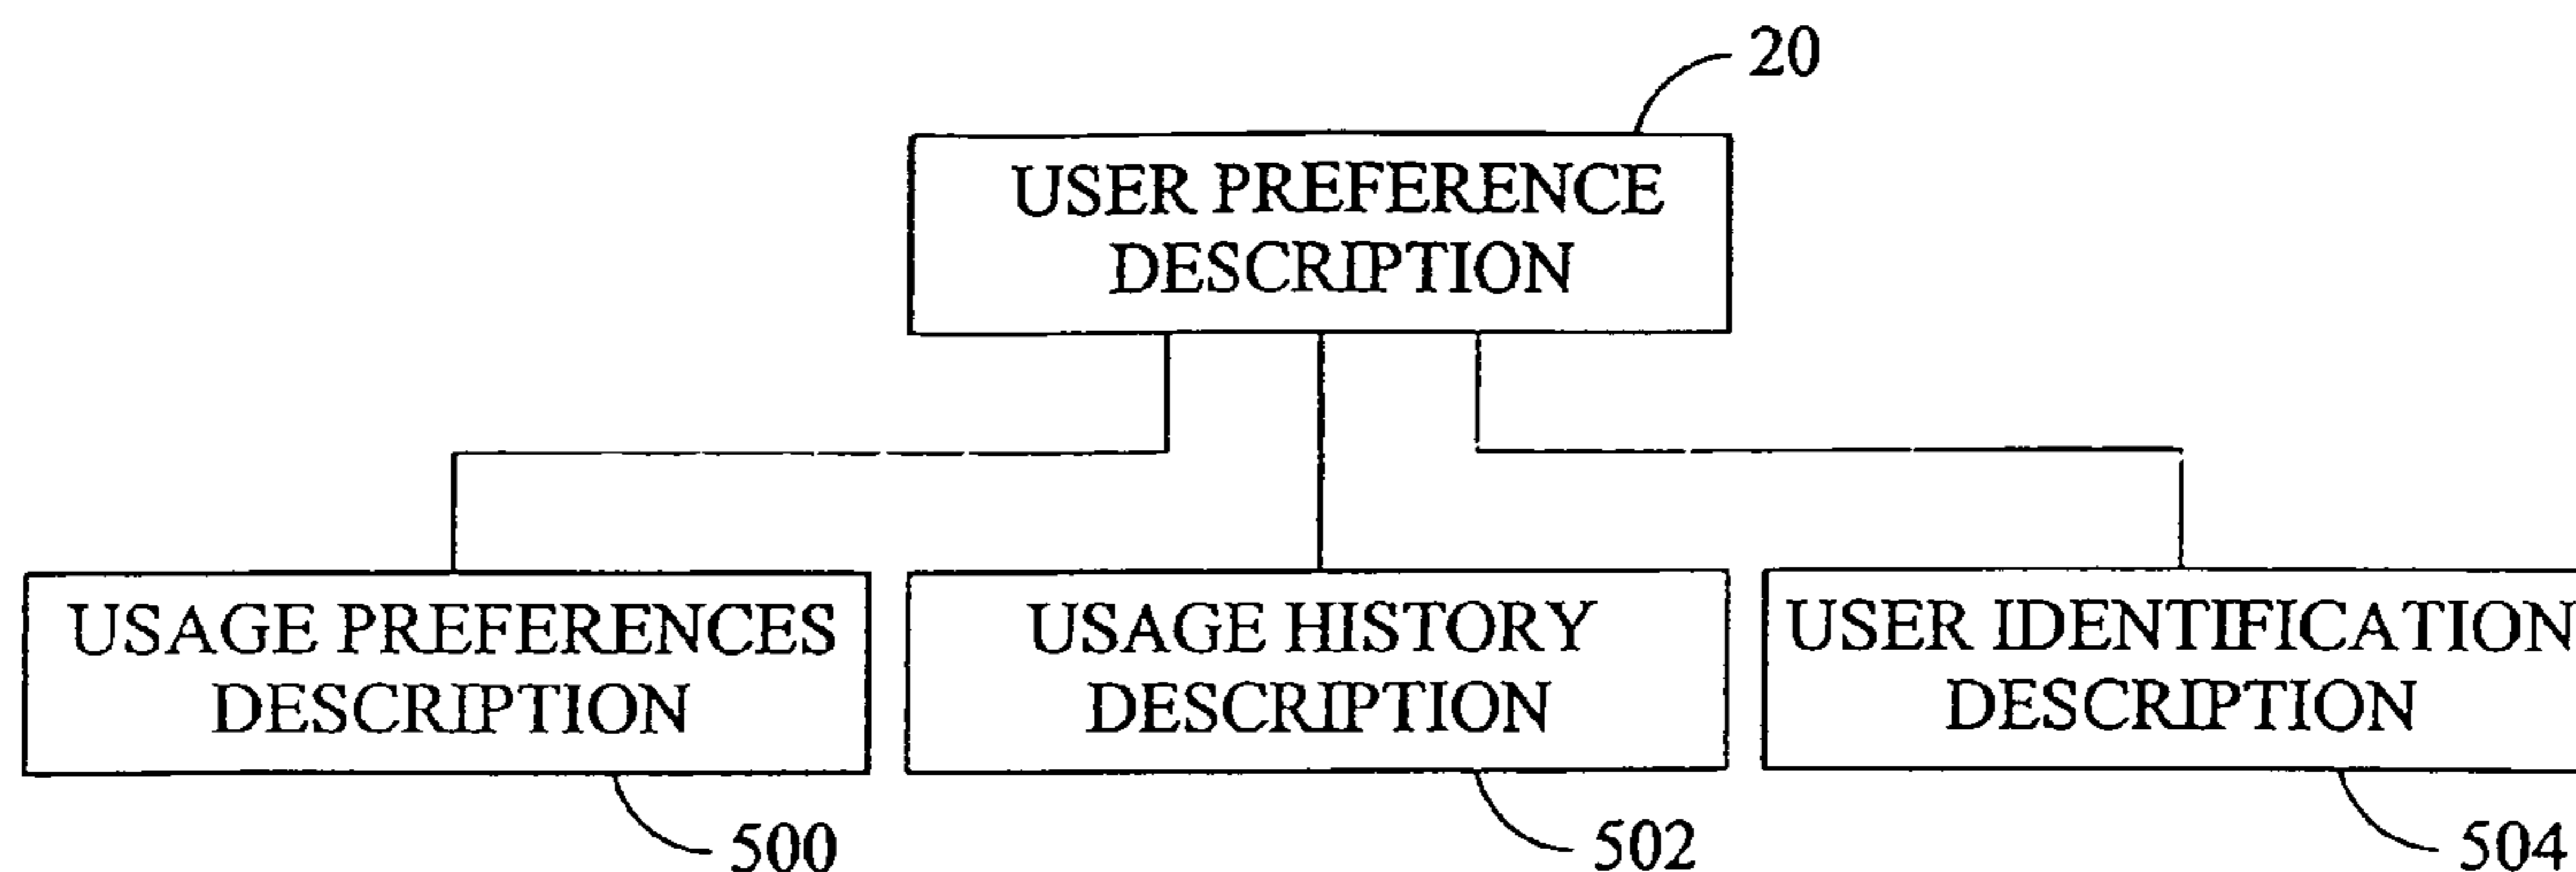 20
USER PREFERENCE
DESCRIPTION
USAGE PREFERENCES
DESCRIPTION
500
USAGE HISTORY
DESCRIPTION
502
USER IDENTIFICATION
DESCRIPTION
504